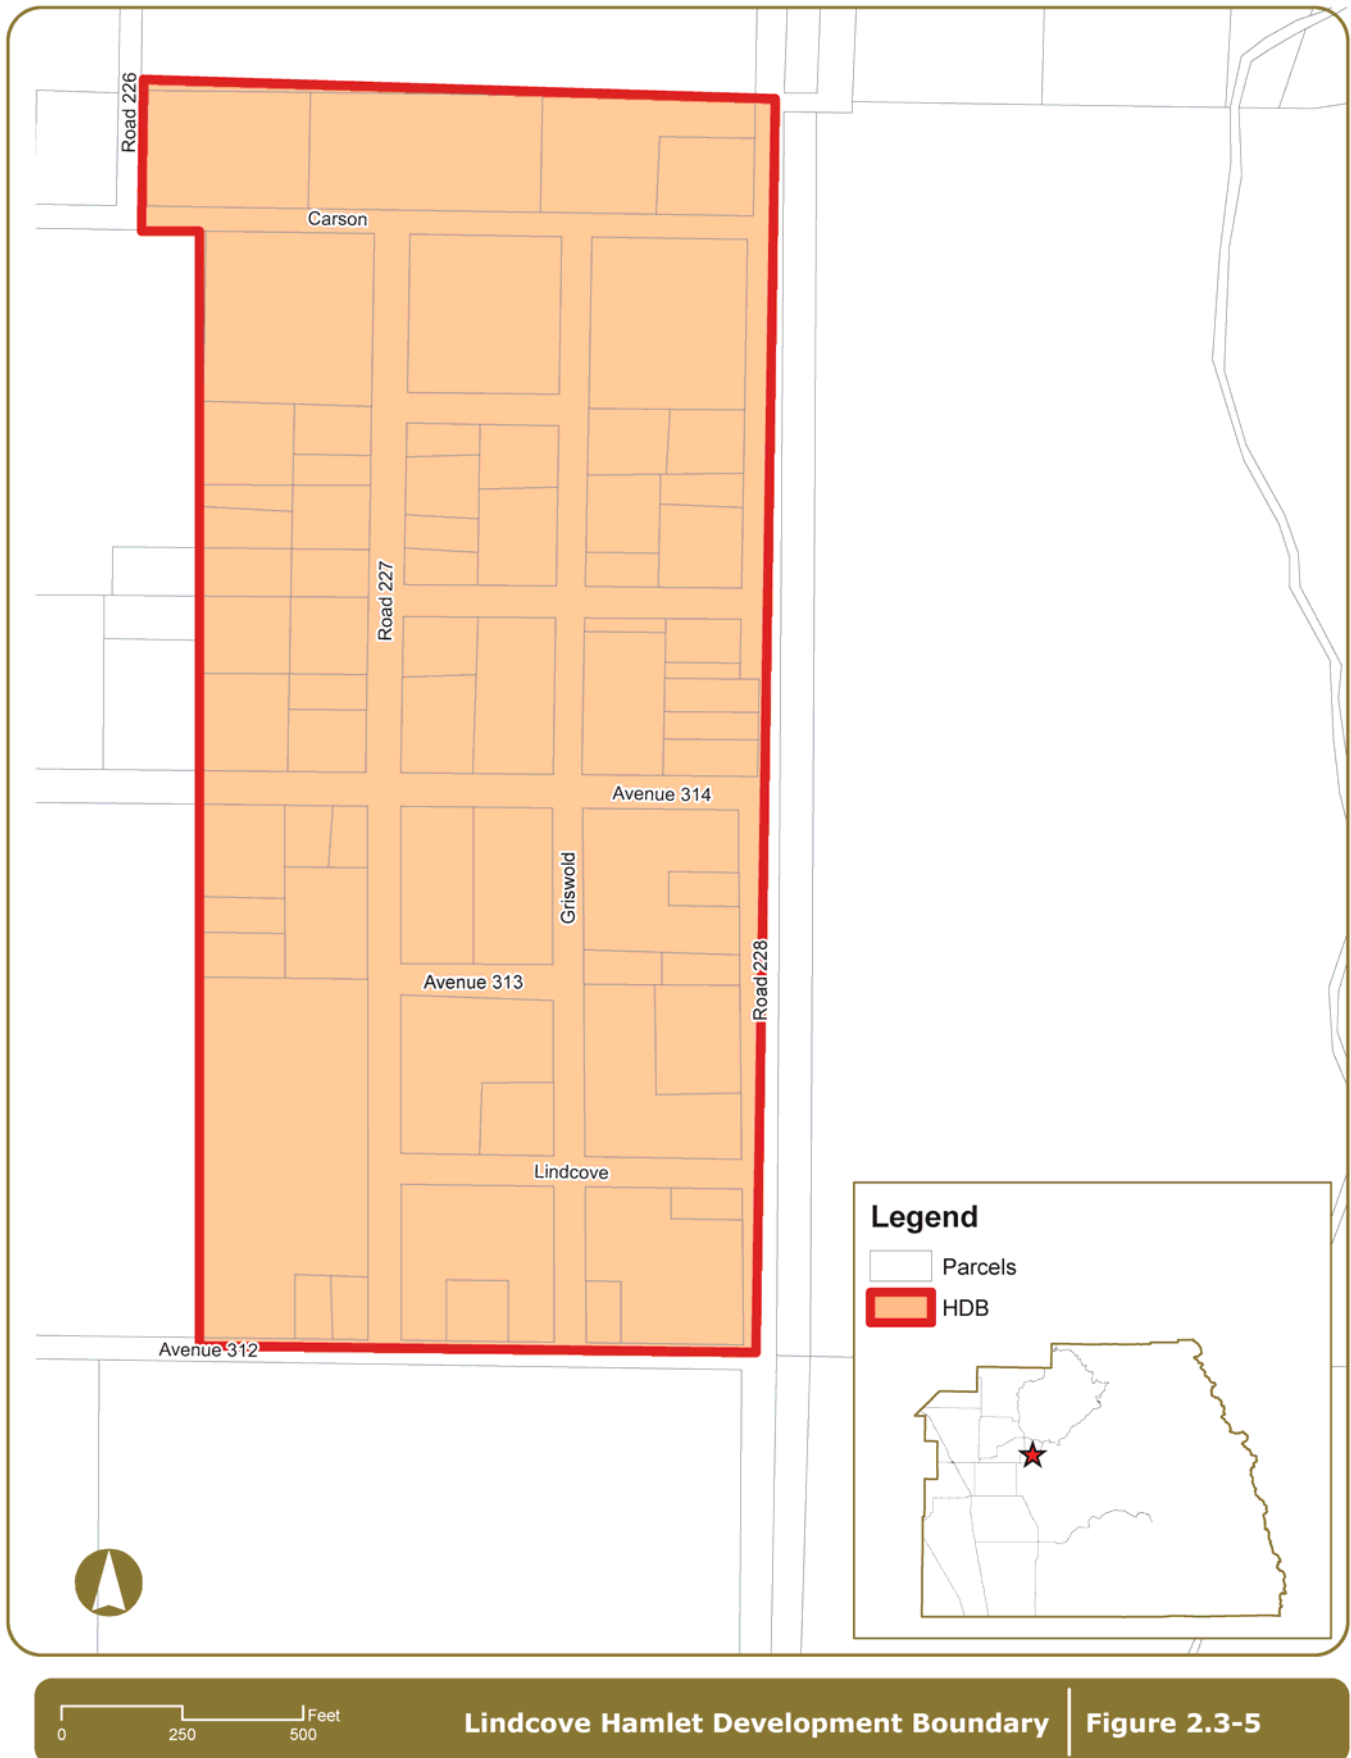 Road 226
Carson
Road 227
Avenue 314
Griswold
Road 228
Avenue 313
Lindcove
Avenue 312
Legend
Parcels
HDB
0 250 500 Feet
Lindcove Hamlet Development Boundary
Figure 2.3-5